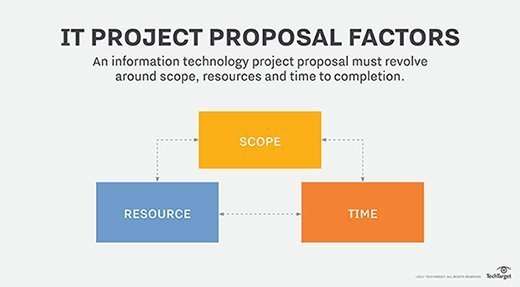 IT PROJECT PROPOSAL FACTORS
An information technology project proposal must revolve
around scope, resources and time to completion.
SCOPE
RESOURCE
TIME
©2017 TECHTARGET. ALL RIGHTS RESERVED
TechTarget